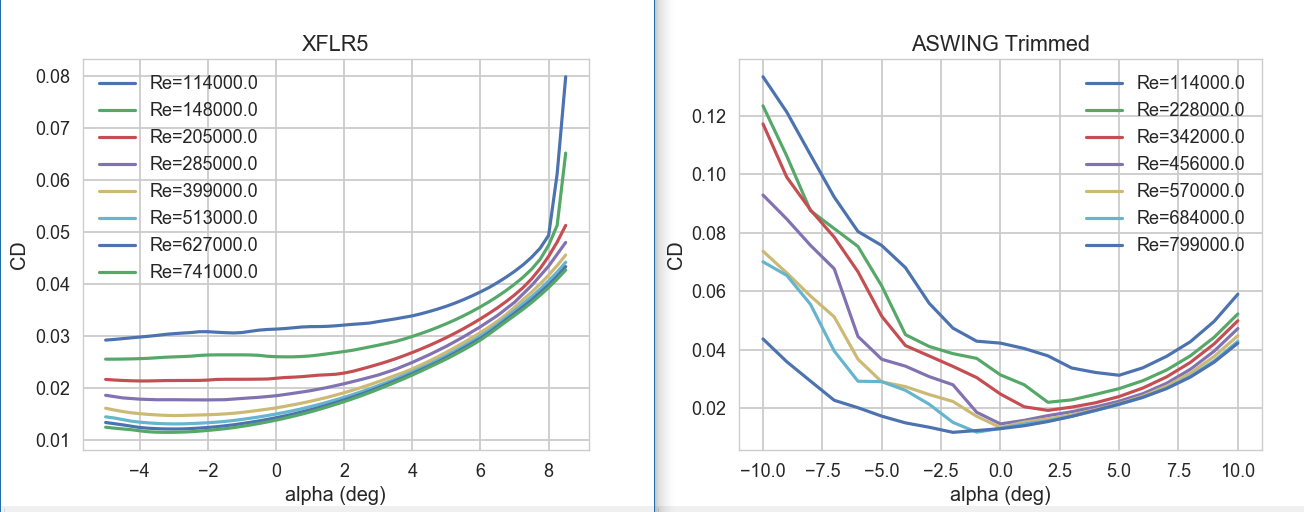 XFLR5
CD
0.08
0.07
0.06
0.05
0.04
0.03
0.02
0.01
Re=114000.0
Re=148000.0
Re=205000.0
Re=285000.0
Re=399000.0
Re=513000.0
Re=627000.0
Re=741000.0
−4 −2 0 2 4 6 8
alpha (deg)
ASWING Trimmed
CD
0.12
0.10
0.08
0.06
0.04
0.02
Re=114000.0
Re=228000.0
Re=342000.0
Re=456000.0
Re=570000.0
Re=684000.0
Re=799000.0
−10.0 −7.5 −5.0 −2.5 0.0 2.5 5.0 7.5 10.0
alpha (deg)